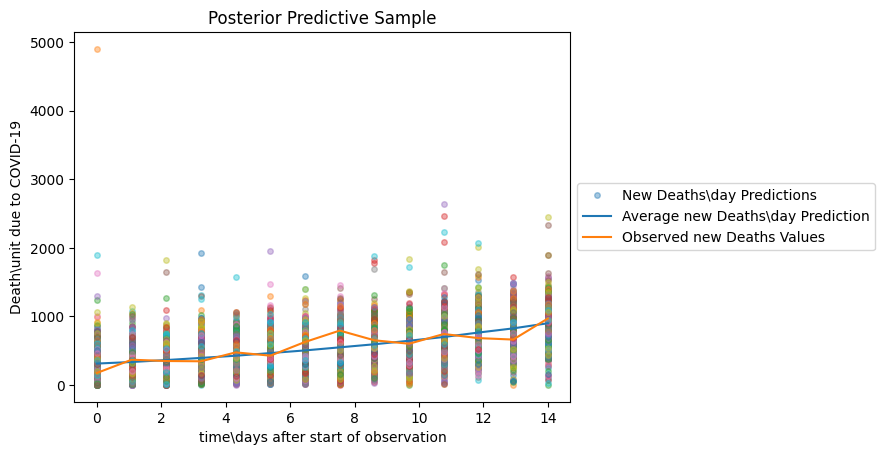 Posterior Predictive Sample
Death\unit due to COVID-19
5000
4000
3000
2000
1000
0
0 2 4 6 8 10 12 14
time\days after start of observation
New Deaths\day Predictions
Average new Deaths\day Prediction
Observed new Deaths Values